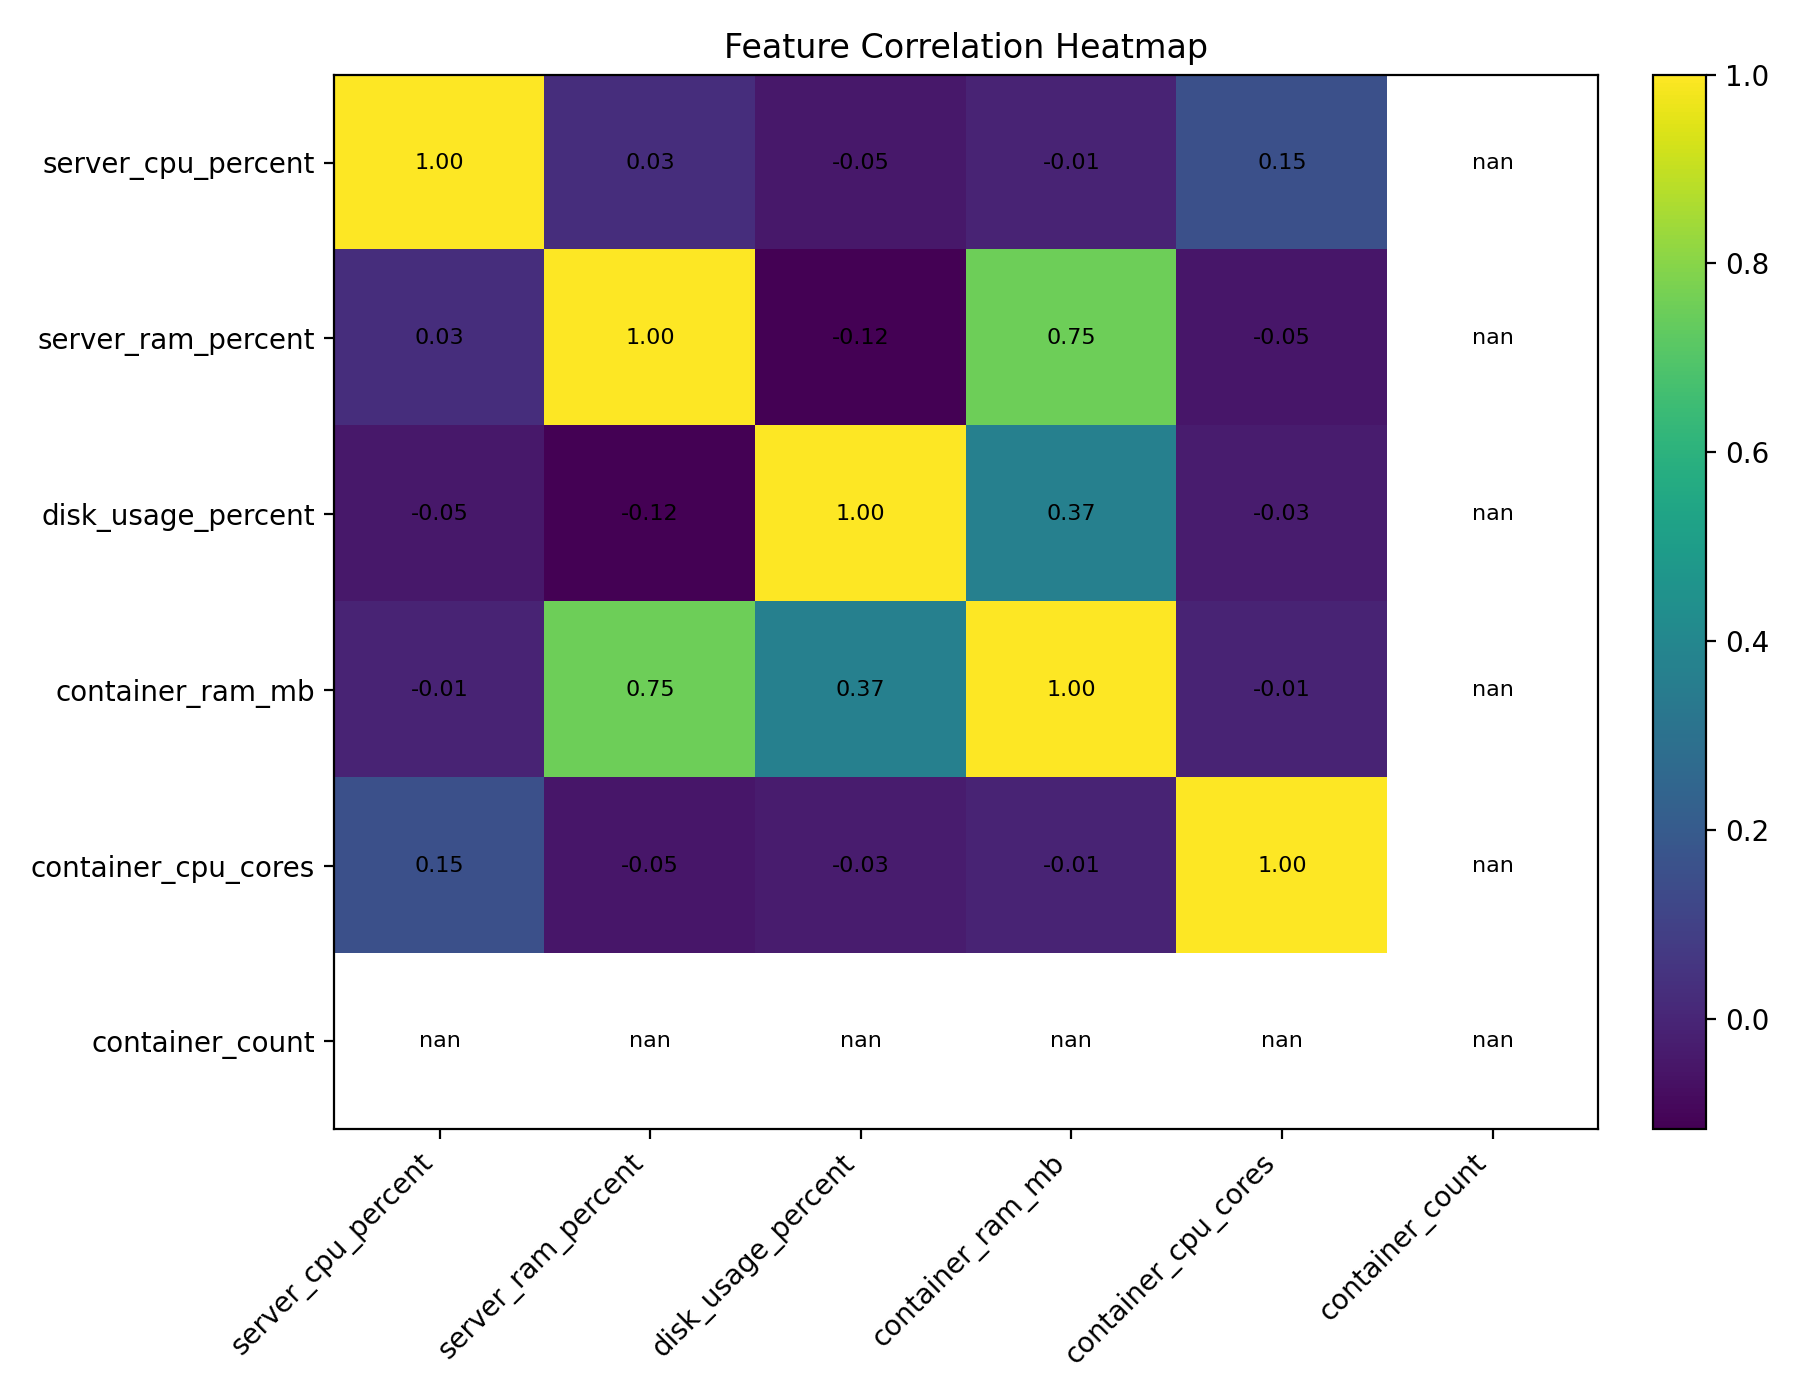 Feature Correlation Heatmap
server_cpu_percent 1.00 0.03 -0.05 -0.01 0.15 nan
server_ram_percent 0.03 1.00 -0.12 0.75 -0.05 nan
disk_usage_percent -0.05 -0.12 1.00 0.37 -0.03 nan
container_ram_mb -0.01 0.75 0.37 1.00 -0.01 nan
container_cpu_cores 0.15 -0.05 -0.03 -0.01 1.00 nan
container_count nan nan nan nan nan nan
server_cpu_percent
server_ram_percent
disk_usage_percent
container_ram_mb
container_cpu_cores
container_count
1.0
0.8
0.6
0.4
0.2
0.0